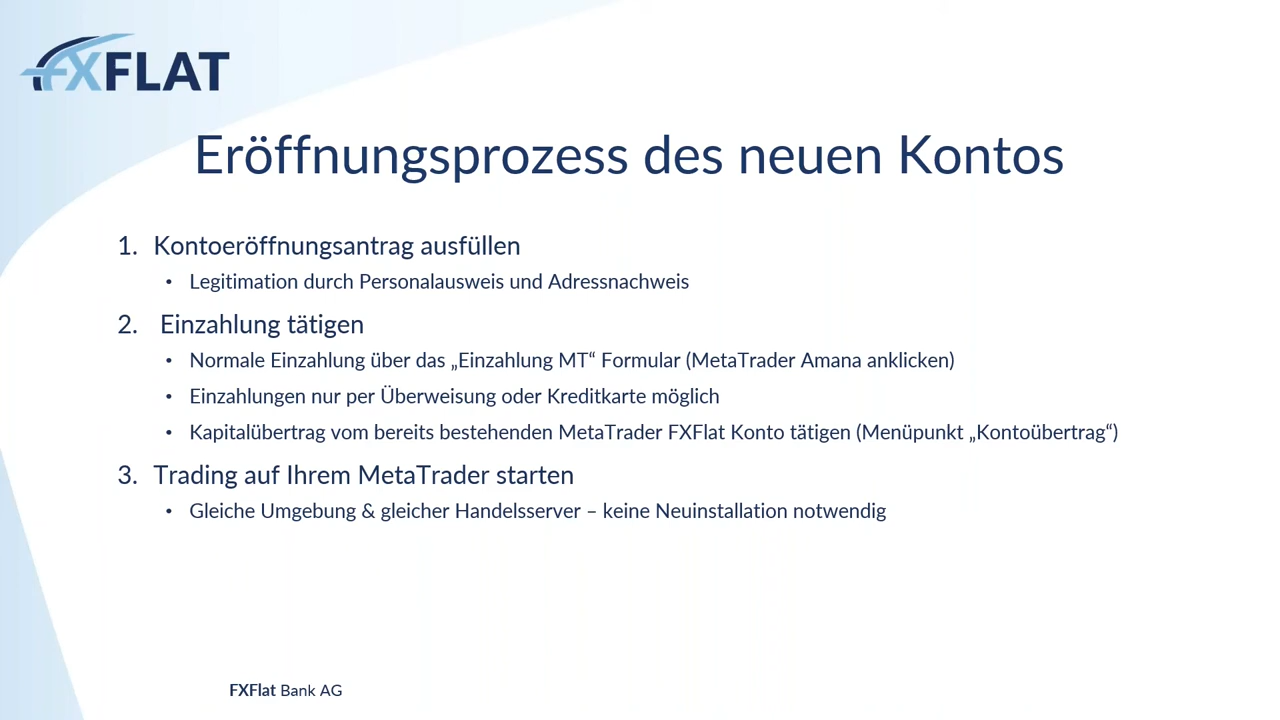 FXFLAT
Eröffnungsprozess des neuen Kontos
1. Kontoeröffnungsantrag ausfüllen
• Legitimation durch Personalausweis und Adressnachweis
2. Einzahlung tätigen
• Normale Einzahlung über das „Einzahlung MT“ Formular (MetaTrader Amana anklicken)
• Einzahlungen nur per Überweisung oder Kreditkarte möglich
• Kapitalübertrag vom bereits bestehenden MetaTrader FXFlat Konto tätigen (Menüpunkt „Kontoübertrag“)
3. Trading auf Ihrem MetaTrader starten
• Gleiche Umgebung & gleicher Handelsserver – keine Neuinstallation notwendig
FXFlat Bank AG